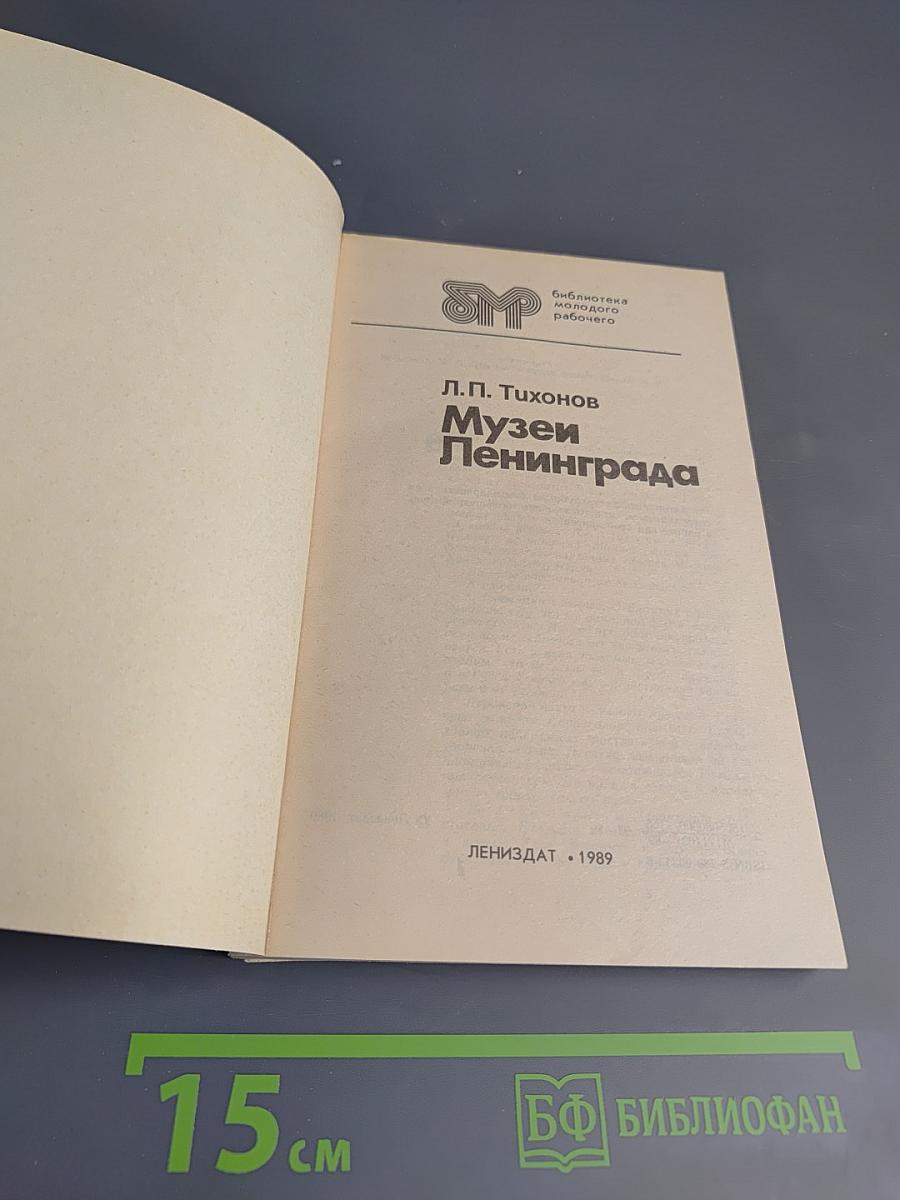 бмр
библиотека
молодого
рабочего
Л.П. Тихонов
Музеи
Ленинграда
ЛЕНИЗДАТ • 1989
15 см
БФ БИБЛИОФАН